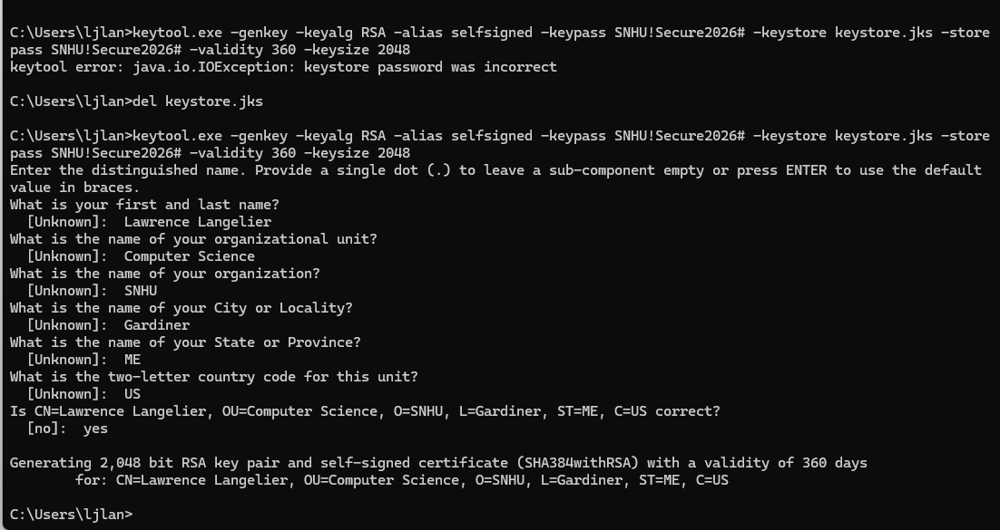 C:\Users\ljlan>keytool.exe -genkey -keyalg RSA -alias selfsigned -keypass SNHU!Secure2026# -keystore keystore.jks -store
pass SNHU!Secure2026# -validity 360 -keysize 2048
keytool error: java.io.IOException: keystore password was incorrect
C:\Users\ljlan>del keystore.jks
C:\Users\ljlan>keytool.exe -genkey -keyalg RSA -alias selfsigned -keypass SNHU!Secure2026# -keystore keystore.jks -store
pass SNHU!Secure2026# -validity 360 -keysize 2048
Enter the distinguished name. Provide a single dot (.) to leave a sub-component empty or press ENTER to use the default
value in braces.
What is your first and last name?
  [Unknown]:  Lawrence Langelier
What is the name of your organizational unit?
  [Unknown]:  Computer Science
What is the name of your organization?
  [Unknown]:  SNHU
What is the name of your City or Locality?
  [Unknown]:  Gardiner
What is the name of your State or Province?
  [Unknown]:  ME
What is the two-letter country code for this unit?
  [Unknown]:  US
Is CN=Lawrence Langelier, OU=Computer Science, O=SNHU, L=Gardiner, ST=ME, C=US correct?
  [no]:  yes
Generating 2,048 bit RSA key pair and self-signed certificate (SHA384withRSA) with a validity of 360 days
        for: CN=Lawrence Langelier, OU=Computer Science, O=SNHU, L=Gardiner, ST=ME, C=US
C:\Users\ljlan>